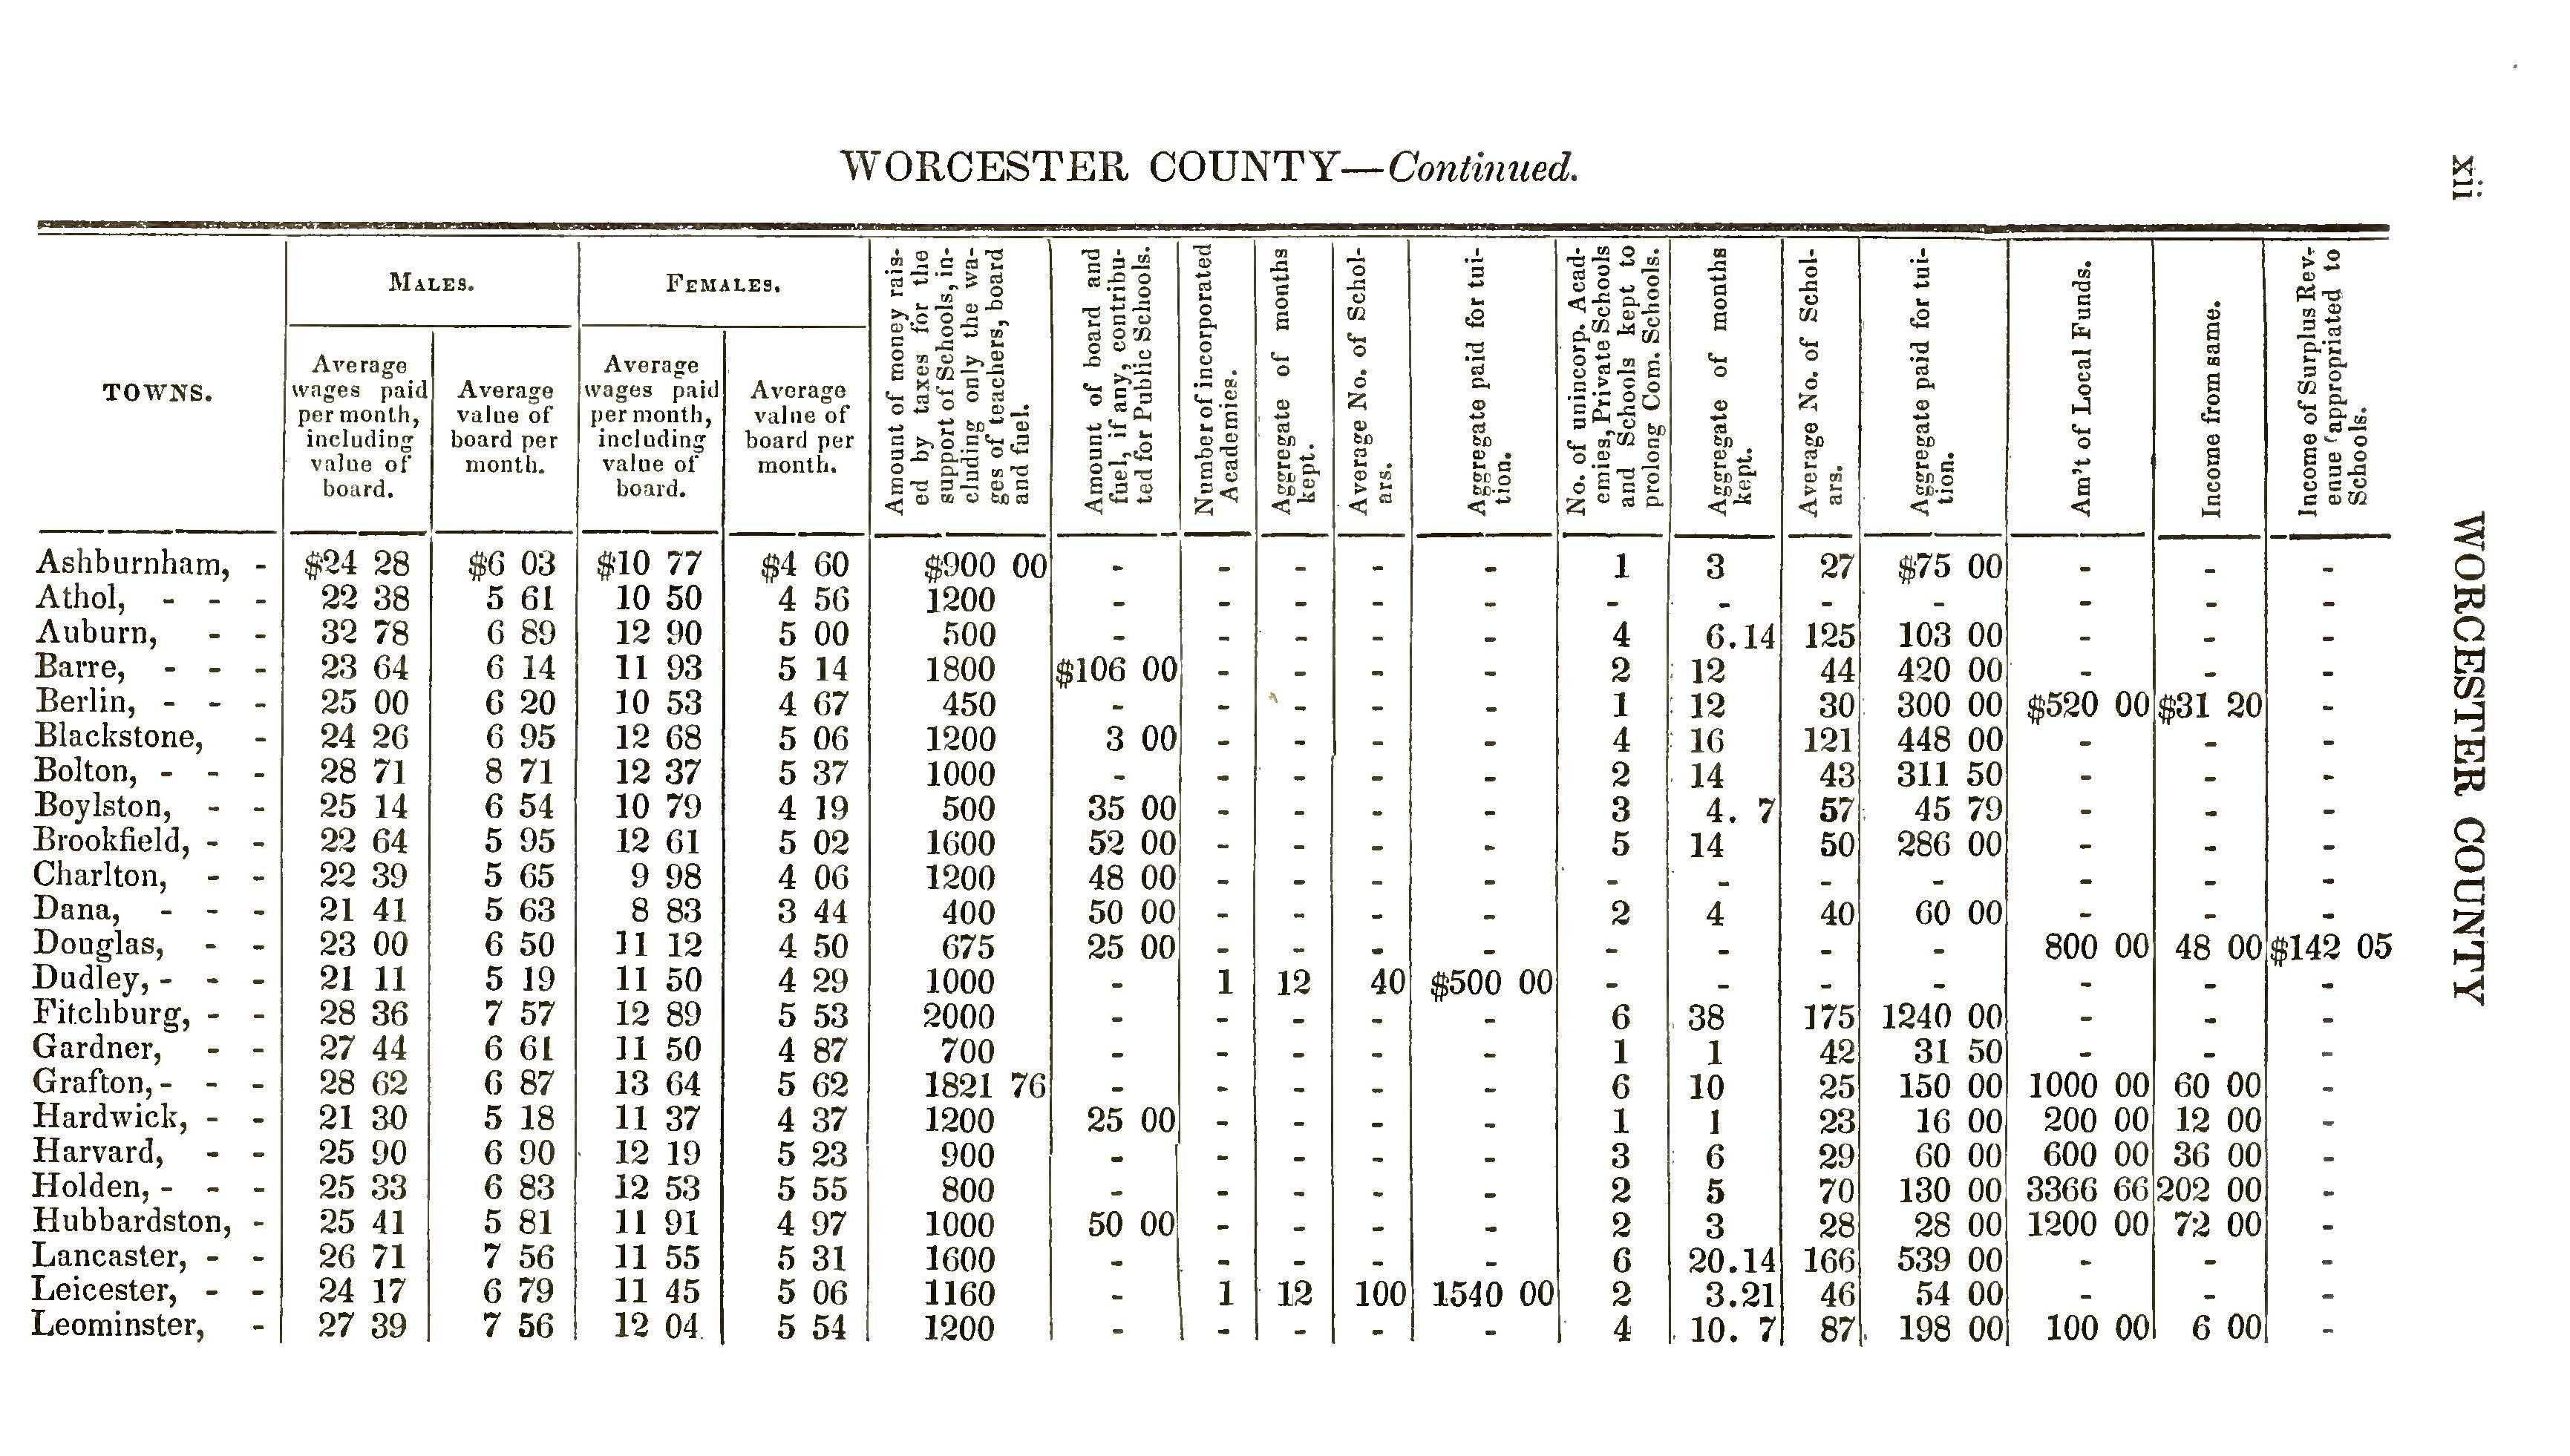 WORCESTER COUNTY—Continued.
xii
WORCESTER COUNTY
TOWNS.
MALES.
FEMALES.
Average wages paid per month, including value of board.
Average value of board per month.
Average wages paid per month, including value of board.
Average value of board per month.
Amount of money rais-
ed by taxes for the
support of Schools, in-
cluding only the wa-
ges of teachers, board
and fuel.
Amount of board and
fuel, if any, contribu-
ted for Public Schools.
Number of incorporated
Academies.
Aggregate of months
kept.
Average No. of Schol-
ars.
Aggregate paid for tui-
tion.
No. of unincorp. Acad-
emies, Private Schools
and Schools kept to
prolong Com. Schools.
Aggregate of months
kept.
Average No. of Schol-
ars.
Aggregate paid for tui-
tion.
Am't of Local Funds.
Income from same.
Income of Surplus Rev-
enue appropriated to
Schools.
Ashburnham, - $24 28 $6 03 $10 77 $4 60 $900 00 - - - - - 1 3 27 $75 00 - - -
Athol, - - - 22 38 5 61 10 50 4 56 1200 - - - - - - - - - - - -
Auburn, - - 32 78 6 89 12 90 5 00 500 - - - - - 4 6.14 125 103 00 - - -
Barre, - - - 23 64 6 14 11 93 5 14 1800 $106 00 - - - - 2 12 44 420 00 - - -
Berlin, - - - 25 00 6 20 10 53 4 67 450 - - - - - 1 12 30 300 00 $520 00 $31 20 -
Blackstone, - 24 26 6 95 12 68 5 06 1200 3 00 - - - - 4 16 121 448 00 - - -
Bolton, - - - 28 71 8 71 12 37 5 37 1000 - - - - - 2 14 43 311 50 - - -
Boylston, - - 25 14 6 54 10 79 4 19 500 35 00 - - - - 3 4. 7 57 45 79 - - -
Brookfield, - - 22 64 5 95 12 61 5 02 1600 52 00 - - - - 5 14 50 286 00 - - -
Charlton, - - 22 39 5 65 9 98 4 06 1200 48 00 - - - - - - - - - - -
Dana, - - - 21 41 5 63 8 83 3 44 400 50 00 - - - - 2 4 40 60 00 - - -
Douglas, - - 23 00 6 50 11 12 4 50 675 25 00 - - - - - - - - 800 00 48 00 $142 05
Dudley, - - - 21 11 5 19 11 50 4 29 1000 - 1 12 40 $500 00 - - - - - - -
Fitchburg, - - 28 36 7 57 12 89 5 53 2000 - - - - - 6 38 175 1240 00 - - -
Gardner, - - 27 44 6 61 11 50 4 87 700 - - - - - 1 1 42 31 50 - - -
Grafton, - - - 28 62 6 87 13 64 5 62 1821 76 - - - - - 6 10 25 150 00 1000 00 60 00 -
Hardwick, - - 21 30 5 18 11 37 4 37 1200 25 00 - - - - 1 1 23 16 00 200 00 12 00 -
Harvard, - - 25 90 6 90 12 19 5 23 900 - - - - - 3 6 29 60 00 600 00 36 00 -
Holden, - - - 25 33 6 83 12 53 5 55 800 - - - - - 2 5 70 130 00 3366 66 202 00 -
Hubbardston, - 25 41 5 81 11 91 4 97 1000 50 00 - - - - 2 3 28 28 00 1200 00 72 00 -
Lancaster, - - 26 71 7 56 11 55 5 31 1600 - - - - - 6 20.14 166 539 00 - - -
Leicester, - - 24 17 6 79 11 45 5 06 1160 - 1 12 100 1540 00 2 3.21 46 54 00 - - -
Leominster, - 27 39 7 56 12 04 5 54 1200 - - - - - 4 10. 7 87 198 00 100 00 6 00 -